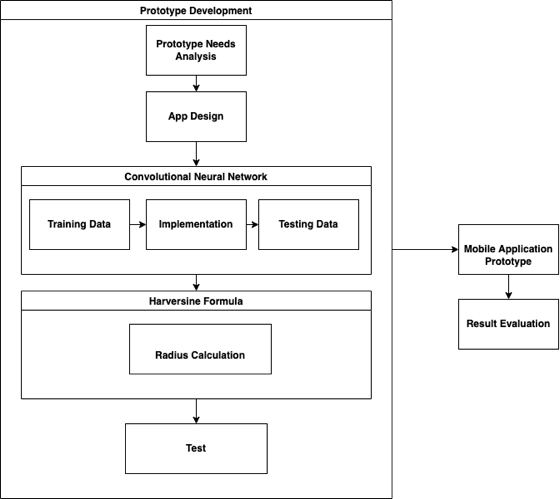 Prototype Development
Prototype Needs
Analysis
App Design
Convolutional Neural Network
Training Data
Implementation
Testing Data
Mobile Application
Prototype
Harversine Formula
Result Evaluation
Radius Calculation
Test